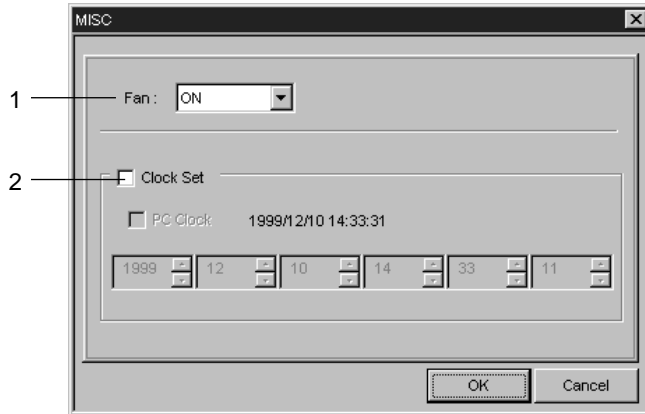 MISC
1
Fan : ON
2
Clock Set
PC Clock 1999/12/10 14:33:31
1999 12 10 14 33 11
OK Cancel